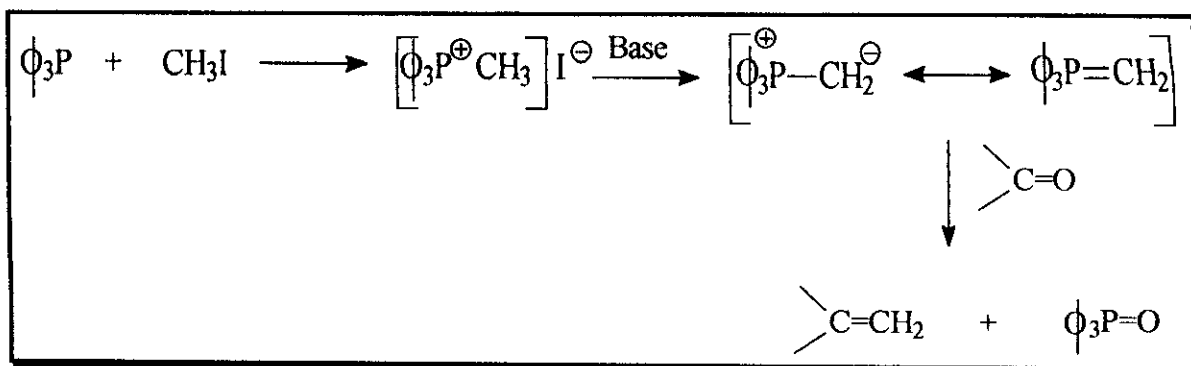 ϕ₃P + CH₃I ⟶ [ϕ₃P⊕ CH₃] I⊖ Base ⟶ [ϕ₃P⊕—CH₂⊖ ⟷ ϕ₃P=CH₂]
C=O
C=CH₂ + ϕ₃P=O